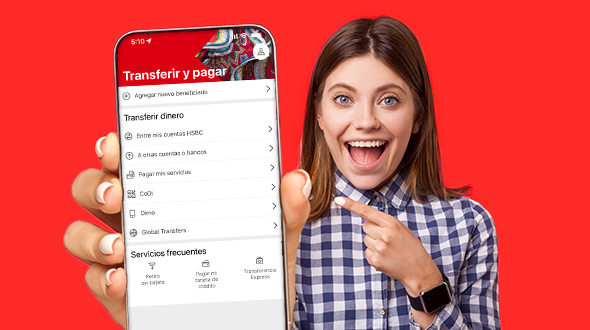 5:10
Transferir y pagar
Agregar nuevo beneficiario
Transferir dinero
Entre mis cuentas HSBC
A otras cuentas o bancos
Pagar mis servicios
CoDi
Dimo
Global Transfers
Servicios frecuentes
Retiro
sin tarjeta
Pagar mi
tarjeta de
crédito
Transferencia
Express